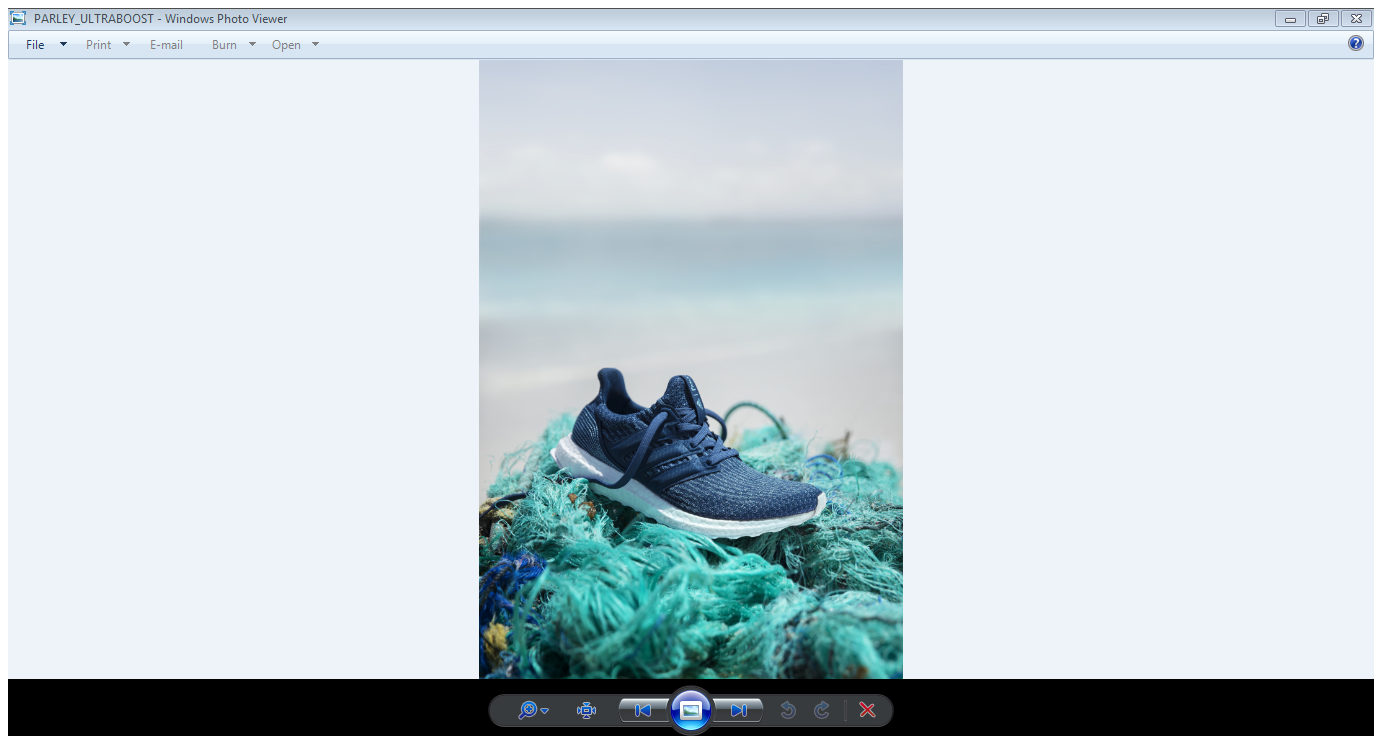 PARLEY_ULTRABOOST - Windows Photo Viewer
File Print E-mail Burn Open ?